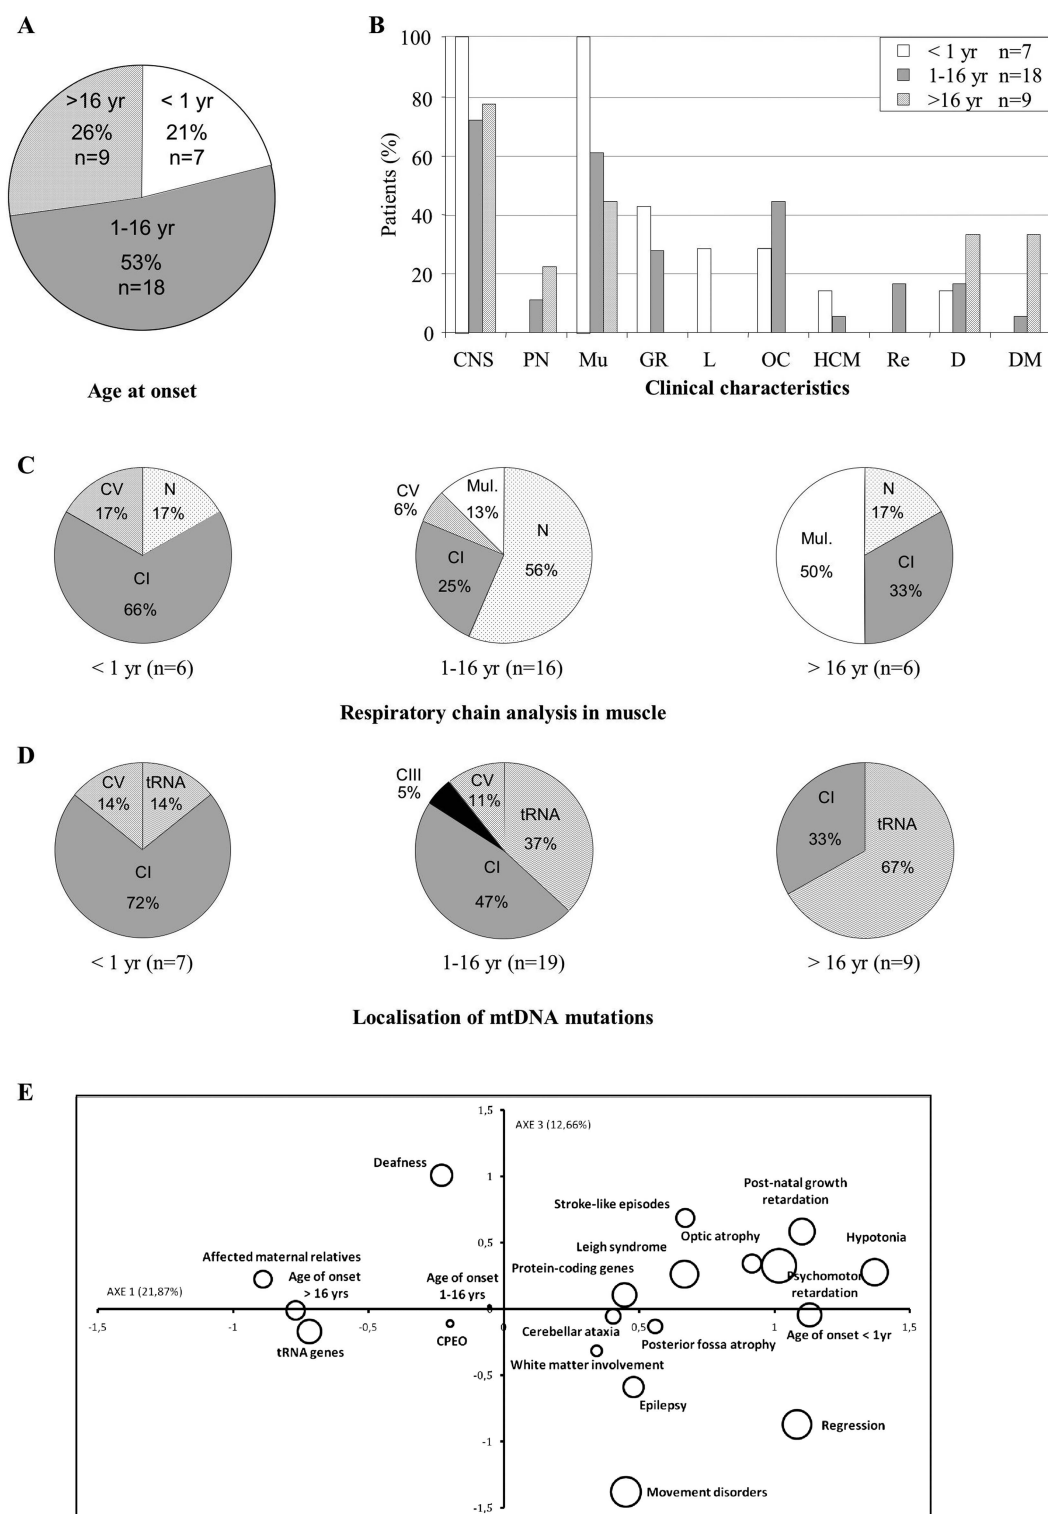 A
>16 yr
26%
n=9
< 1 yr
21%
n=7
1-16 yr
53%
n=18
Age at onset
B
100
80
60
40
20
0
Patients (%)
< 1 yr n=7
1-16 yr n=18
>16 yr n=9
CNS PN Mu GR L OC HCM Re D DM
Clinical characteristics
C
CV
17%
N
17%
CI
66%
< 1 yr (n=6)
CV
6%
Mul.
13%
N
56%
CI
25%
1-16 yr (n=16)
Mul.
50%
N
17%
CI
33%
> 16 yr (n=6)
Respiratory chain analysis in muscle
D
CV
14%
tRNA
14%
CI
72%
< 1 yr (n=7)
CIII
5%
CV
11%
tRNA
37%
CI
47%
1-16 yr (n=19)
CI
33%
tRNA
67%
> 16 yr (n=9)
Localisation of mtDNA mutations
E
1,5
AXE 3 (12,66%)
Deafness
1
Post-natal growth
retardation
Stroke-like episodes
Optic atrophy
Hypotonia
0,5
Leigh syndrome
Affected maternal relatives
Age of onset
> 16 yrs
Age of onset
1-16 yrs
Protein-coding genes
Psychomotor
retardation
AXE 1 (21,87%)
0
-1,5 -1 -0,5 0 0,5 1 1,5
tRNA genes
CPEO
Cerebellar ataxia
Posterior fossa atrophy
Age of onset < 1yr
White matter involvement
-0,5
Epilepsy
Regression
-1
Movement disorders
-1,5